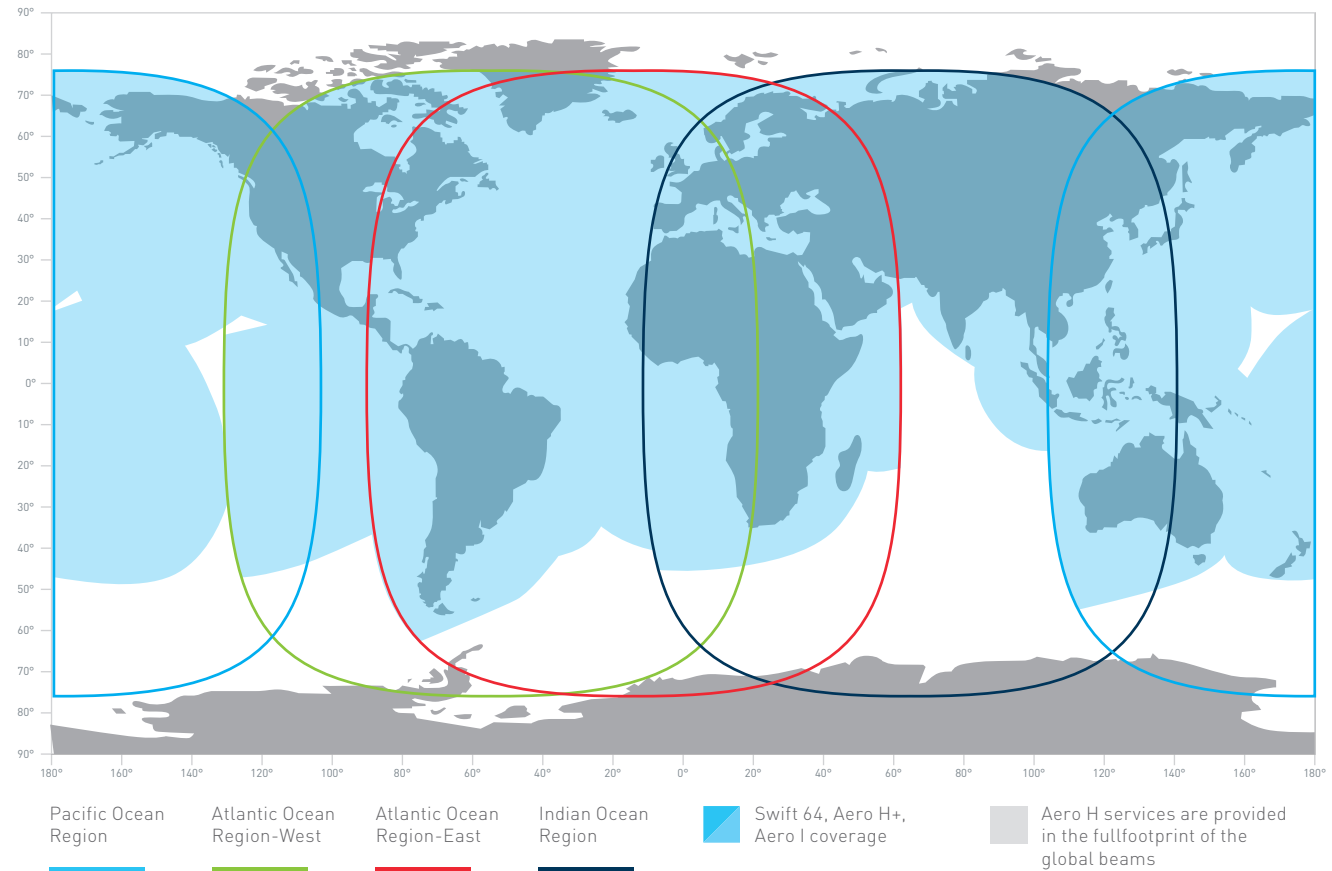 90°
80°
70°
60°
50°
40°
30°
20°
10°
0°
10°
20°
30°
40°
50°
60°
70°
80°
90°
180° 160° 140° 120° 100° 80° 60° 40° 20° 0° 20° 40° 60° 80° 100° 120° 140° 160° 180°
Pacific Ocean
Region
Atlantic Ocean
Region-West
Atlantic Ocean
Region-East
Indian Ocean
Region
Swift 64, Aero H+,
Aero I coverage
Aero H services are provided
in the fullfootprint of the
global beams